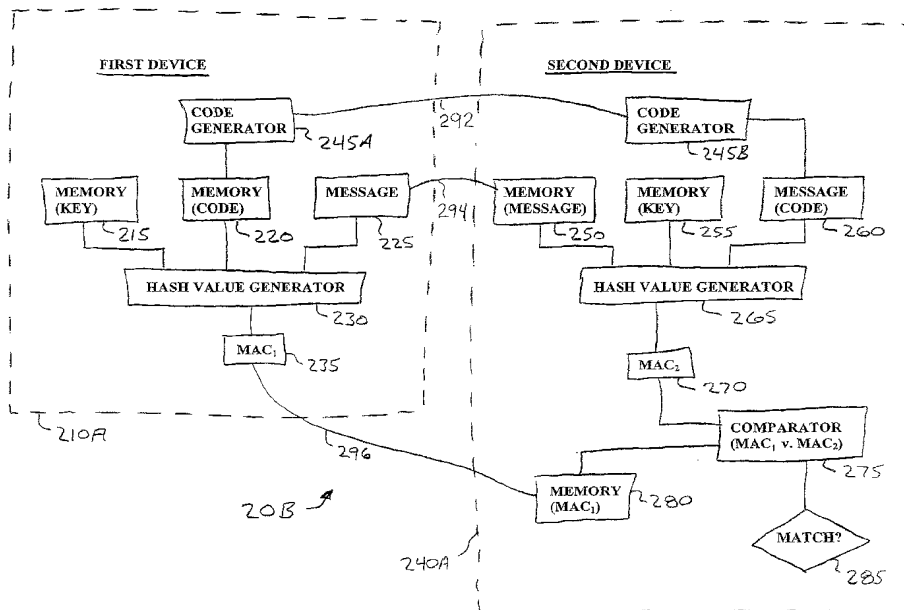 FIRST DEVICE
SECOND DEVICE
CODE
GENERATOR
245A
292
CODE
GENERATOR
245B
MEMORY
(KEY)
215
MEMORY
(CODE)
220
MESSAGE
225
294
MEMORY
(MESSAGE)
250
MEMORY
(KEY)
255
MESSAGE
(CODE)
260
HASH VALUE GENERATOR
230
HASH VALUE GENERATOR
265
MAC₁
235
MAC₂
270
210A
296
COMPARATOR
(MAC₁ v. MAC₂)
275
20B
MEMORY
(MAC₁)
280
240A
MATCH?
285